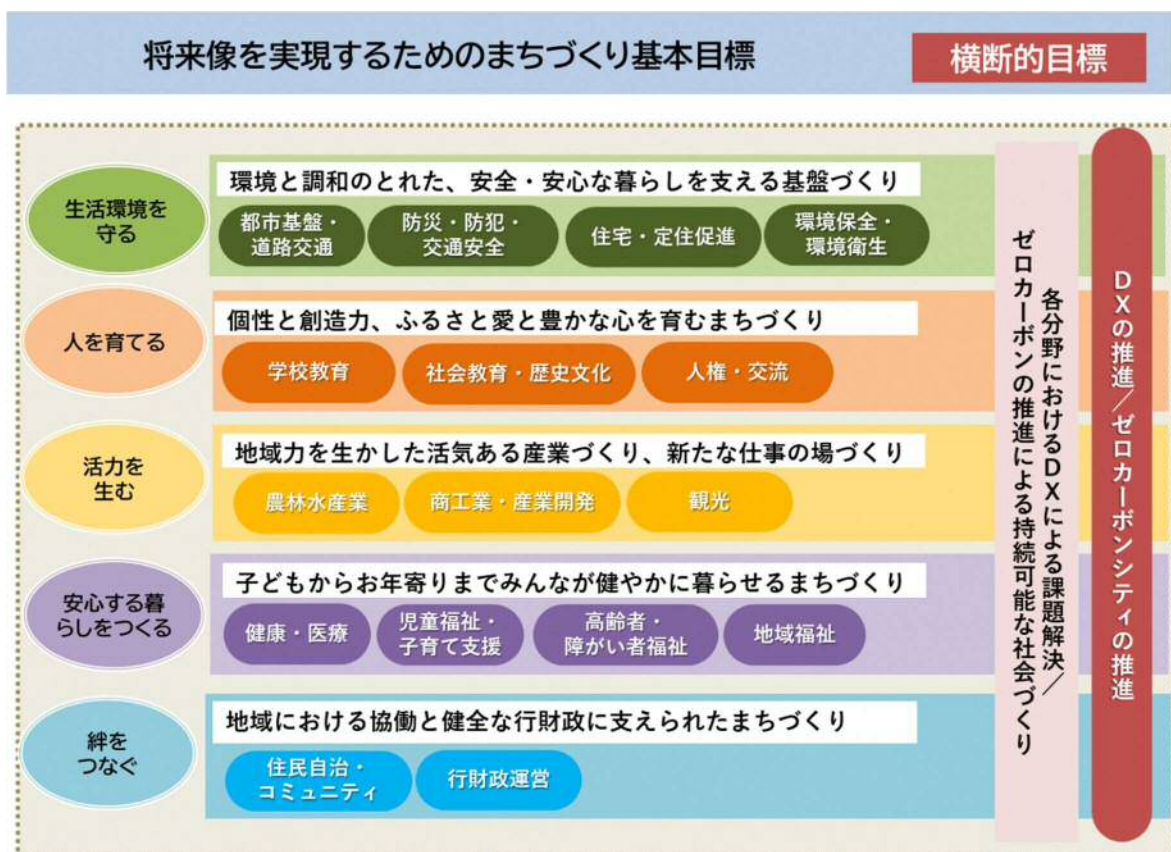 将来像を実現するためのまちづくり基本目標
横断的目標
生活環境を
守る
環境と調和のとれた、安全・安心な暮らしを支える基盤づくり
都市基盤・
道路交通
防災・防犯・
交通安全
住宅・定住促進
環境保全・
環境衛生
人を育てる
個性と創造力、ふるさと愛と豊かな心を育むまちづくり
学校教育
社会教育・歴史文化
人権・交流
活力を
生む
地域力を生かした活気ある産業づくり、新たな仕事の場づくり
農林水産業
商工業・産業開発
観光
安心する暮
らしをつくる
子どもからお年寄りまでみんなが健やかに暮らせるまちづくり
健康・医療
児童福祉・
子育て支援
高齢者・
障がい者福祉
地域福祉
絆を
つなぐ
地域における協働と健全な行財政に支えられたまちづくり
住民自治・
コミュニティ
行財政運営
各分野におけるDXによる課題解決／
ゼロカーボンの推進による持続可能な社会づくり
DXの推進／ゼロカーボンシティの推進